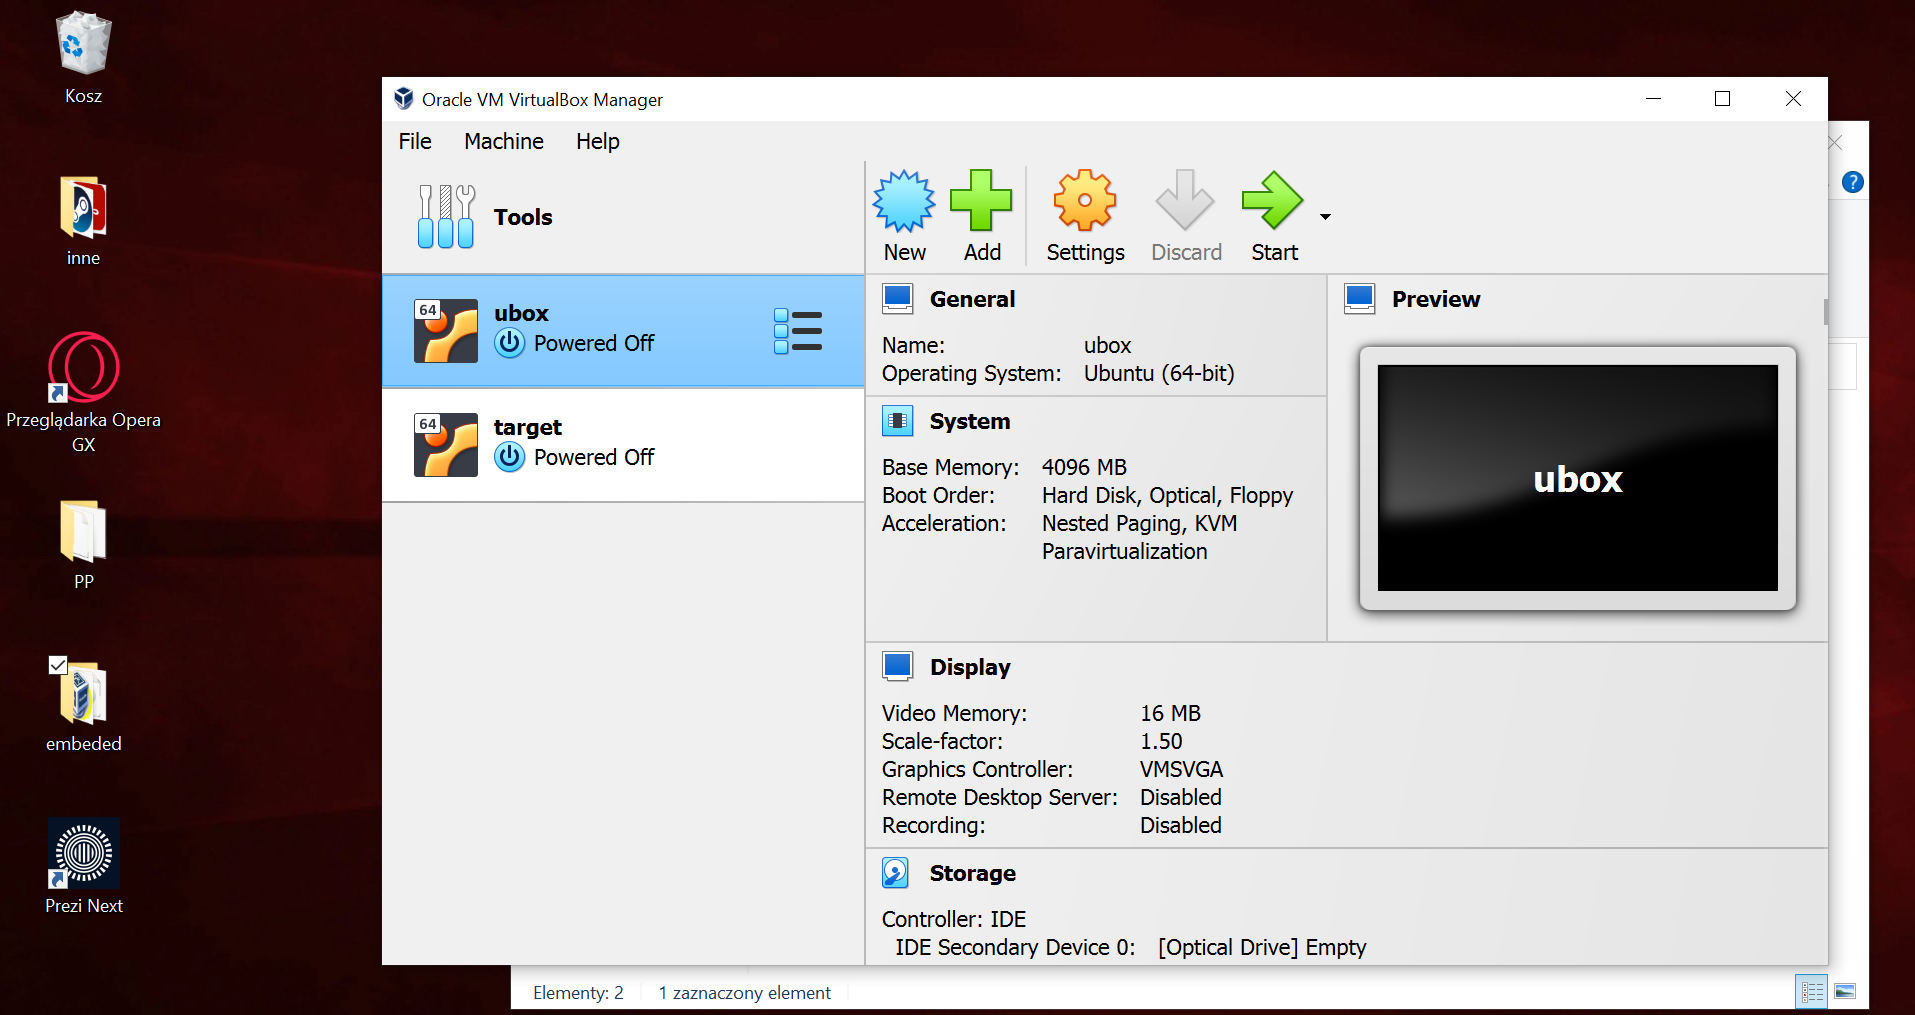 Kosz
inne
Przeglądarka Opera
GX
PP
embeded
Prezi Next
Oracle VM VirtualBox Manager
File Machine Help
Tools
New Add Settings Discard Start
64
ubox
Powered Off
64
target
Powered Off
General
Name: ubox
Operating System: Ubuntu (64-bit)
System
Base Memory: 4096 MB
Boot Order: Hard Disk, Optical, Floppy
Acceleration: Nested Paging, KVM
Paravirtualization
Preview
ubox
Display
Video Memory: 16 MB
Scale-factor: 1.50
Graphics Controller: VMSVGA
Remote Desktop Server: Disabled
Recording: Disabled
Storage
Controller: IDE
IDE Secondary Device 0: [Optical Drive] Empty
?
Elementy: 2 1 zaznaczony element